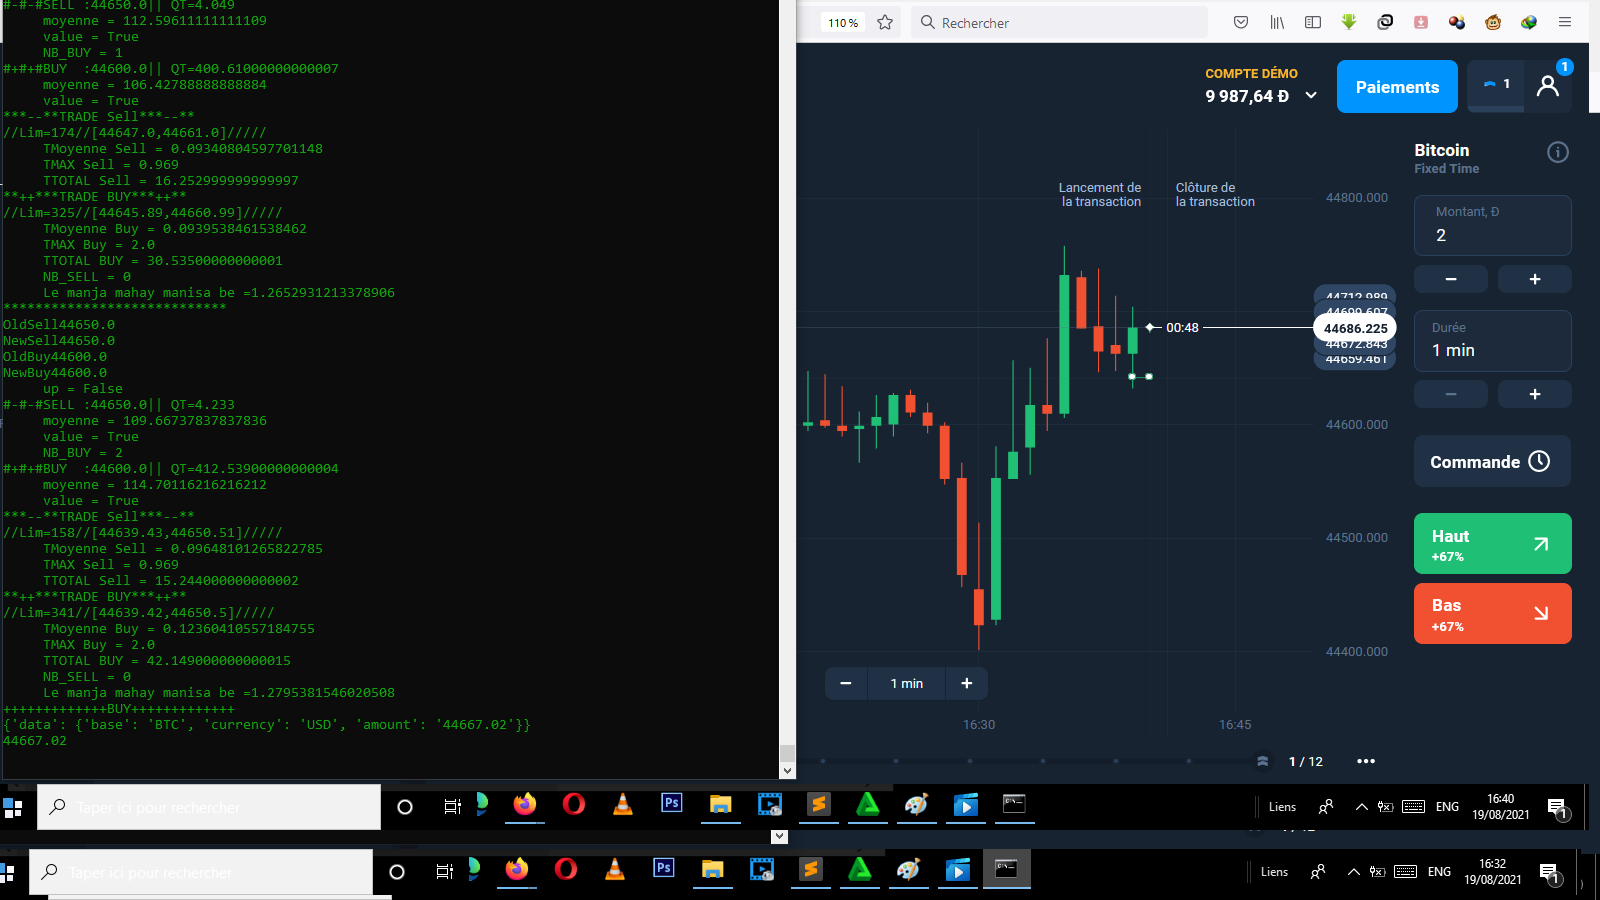 #-#-#SELL :44650.0|| QT=4.049
moyenne = 112.59611111111109
value = True
NB_BUY = 1
#+#+#BUY  :44600.0|| QT=400.61000000000007
moyenne = 106.42788888888884
value = True
***--**TRADE Sell***--**
//Lim=174//[44647.0,44661.0]/////
TMoyenne Sell = 0.09340804597701148
TMAX Sell = 0.969
TTOTAL Sell = 16.252999999999997
**++***TRADE BUY***++**
//Lim=325//[44645.89,44660.99]/////
TMoyenne Buy = 0.0939538461538462
TMAX Buy = 2.0
TTOTAL BUY = 30.53500000000001
NB_SELL = 0
Le manja mahay manisa be =1.2652931213378906
****************************
OldSell44650.0
NewSell44650.0
OldBuy44600.0
NewBuy44600.0
up = False
#-#-#SELL :44650.0|| QT=4.233
moyenne = 109.66737837837836
value = True
NB_BUY = 2
#+#+#BUY  :44600.0|| QT=412.53900000000004
moyenne = 114.70116216216212
value = True
***--**TRADE Sell***--**
//Lim=158//[44639.43,44650.51]/////
TMoyenne Sell = 0.09648101265822785
TMAX Sell = 0.969
TTOTAL Sell = 15.244000000000002
**++***TRADE BUY***++**
//Lim=341//[44639.42,44650.5]/////
TMoyenne Buy = 0.12360410557184755
TMAX Buy = 2.0
TTOTAL BUY = 42.149000000000015
NB_SELL = 0
Le manja mahay manisa be =1.2795381546020508
+++++++++++++BUY+++++++++++++
{'data': {'base': 'BTC', 'currency': 'USD', 'amount': '44667.02'}}
44667.02
110 %
Rechercher
COMPTE DÉMO
9 987,64 Đ
Paiements
1
1
Lancement de
la transaction
Clôture de
la transaction
44800.000
44712.989
44699.607
44686.225
44672.843
44659.461
44600.000
44500.000
44400.000
00:48
Bitcoin
Fixed Time
Montant, Đ
2
Durée
1 min
Commande
Haut
+67%
Bas
+67%
1 min
16:30
16:45
1 / 12
Taper ici pour rechercher
Ps
Liens
ENG
16:40
19/08/2021
1
Taper ici pour rechercher
Ps
Liens
ENG
16:32
19/08/2021
1